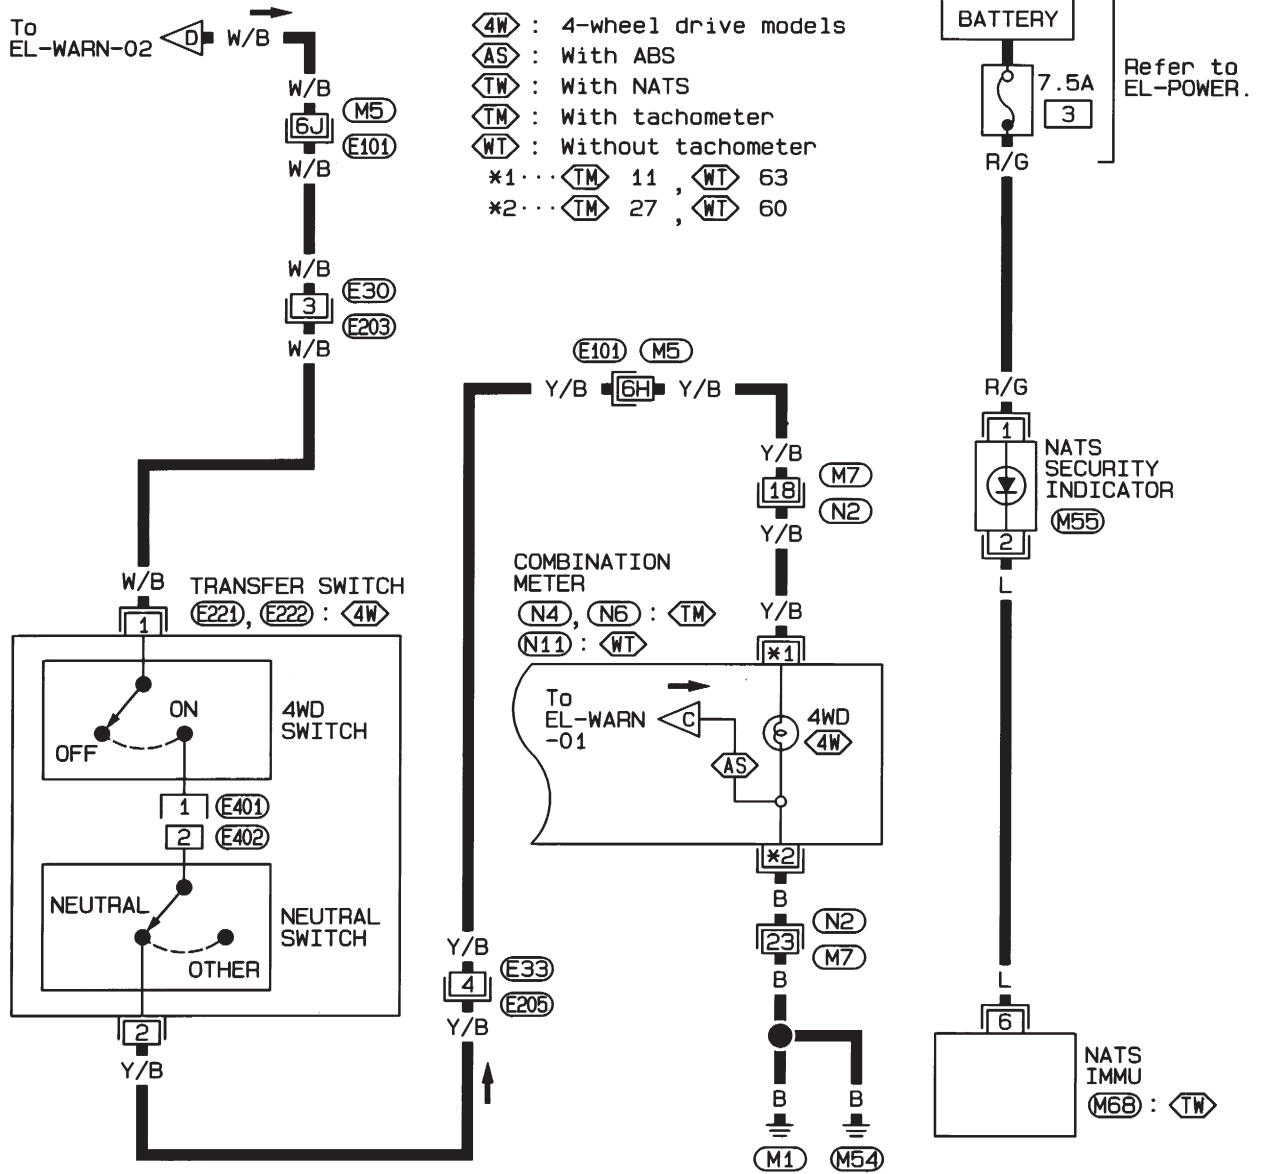 To
EL-WARN-02
D
W/B
W/B
6J
M5
E101
W/B
W/B
3
E30
E203
W/B
4W : 4-wheel drive models
AS : With ABS
TW : With NATS
TM : With tachometer
WT : Without tachometer
*1··· TM 11 , WT 63
*2··· TM 27 , WT 60
BATTERY
7.5A
3
Refer to
EL-POWER.
R/G
R/G
1
NATS
SECURITY
INDICATOR
M55
2
L
L
6
NATS
IMMU
M68 : TW
W/B
TRANSFER SWITCH
E221 , E222 : 4W
1
ON
OFF
4WD
SWITCH
1 E401
2 E402
NEUTRAL
OTHER
NEUTRAL
SWITCH
2
Y/B
Y/B
4
E33
E205
Y/B
E101 M5
Y/B 6H Y/B
Y/B
18
M7
N2
Y/B
COMBINATION
METER
N4 , N6 : TM
N11 : WT
Y/B
*1
To
EL-WARN
-01
C
AS
4WD
4W
*2
B
23
N2
M7
B
B B
M1 M54